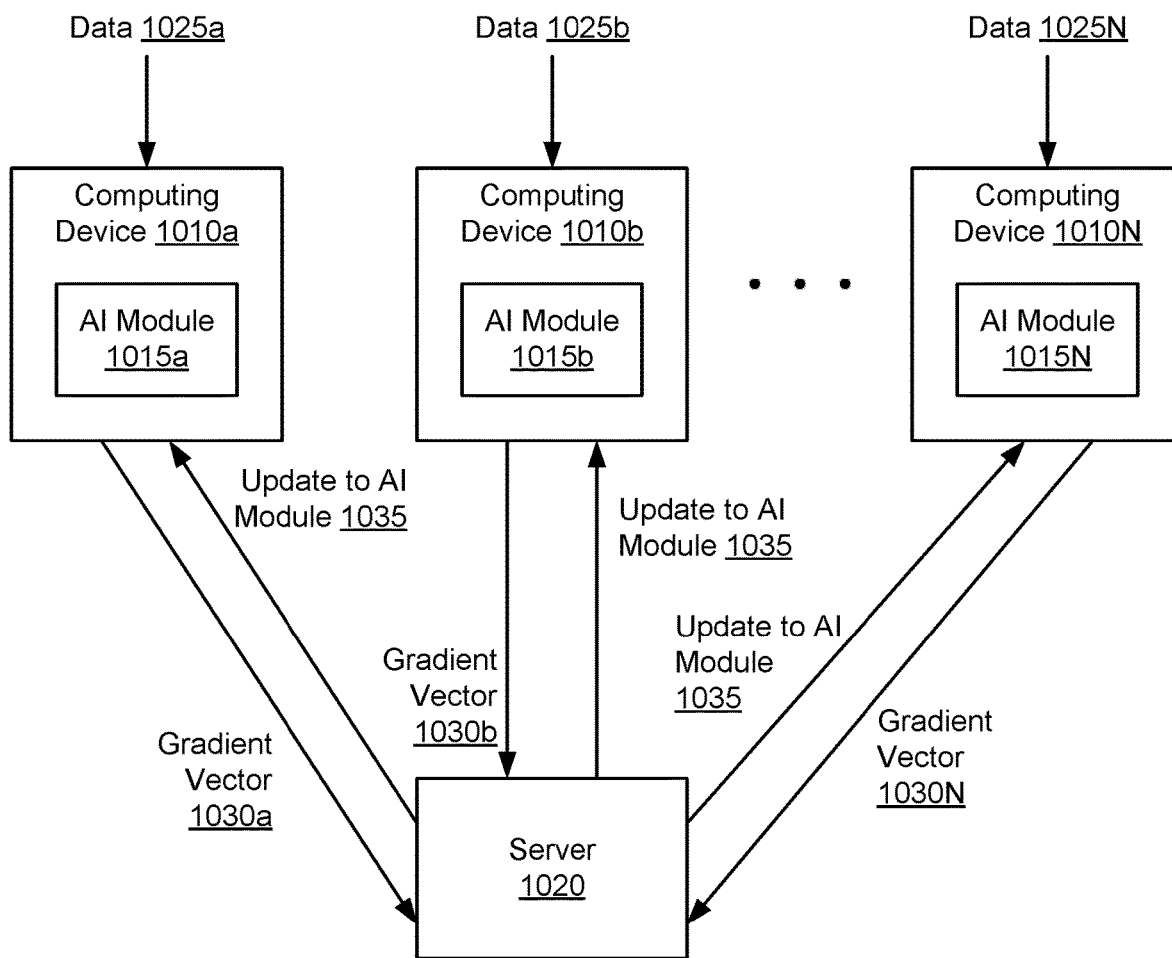 Data 1025a
Data 1025b
Data 1025N
Computing
Device 1010a
AI Module
1015a
Computing
Device 1010b
AI Module
1015b
Computing
Device 1010N
AI Module
1015N
Update to AI
Module 1035
Update to AI
Module 1035
Update to AI
Module
1035
Gradient
Vector
1030a
Gradient
Vector
1030b
Gradient
Vector
1030N
Server
1020